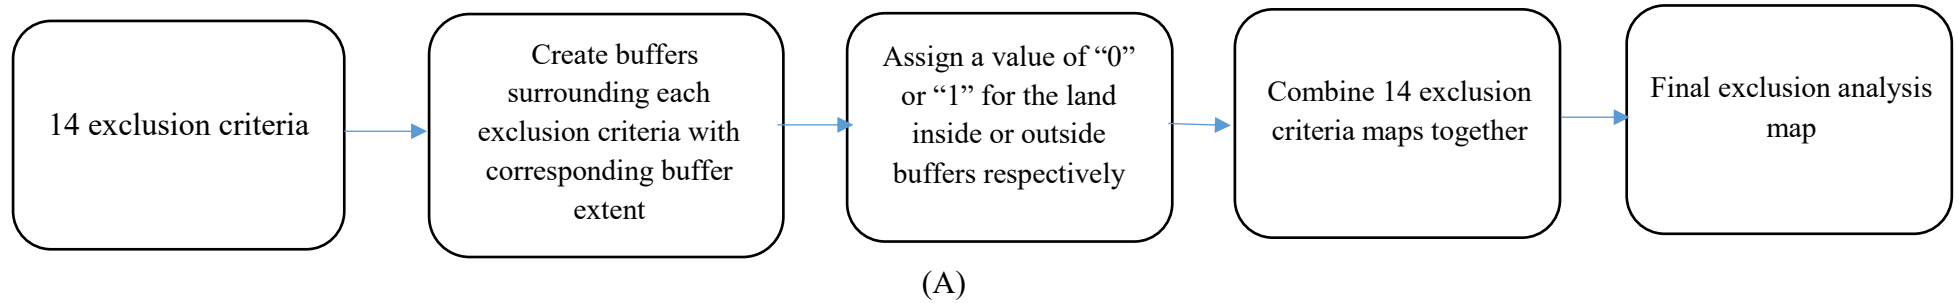 14 exclusion criteria
Create buffers
surrounding each
exclusion criteria with
corresponding buffer
extent
Assign a value of “0”
or “1” for the land
inside or outside
buffers respectively
Combine 14 exclusion
criteria maps together
Final exclusion analysis
map
(A)